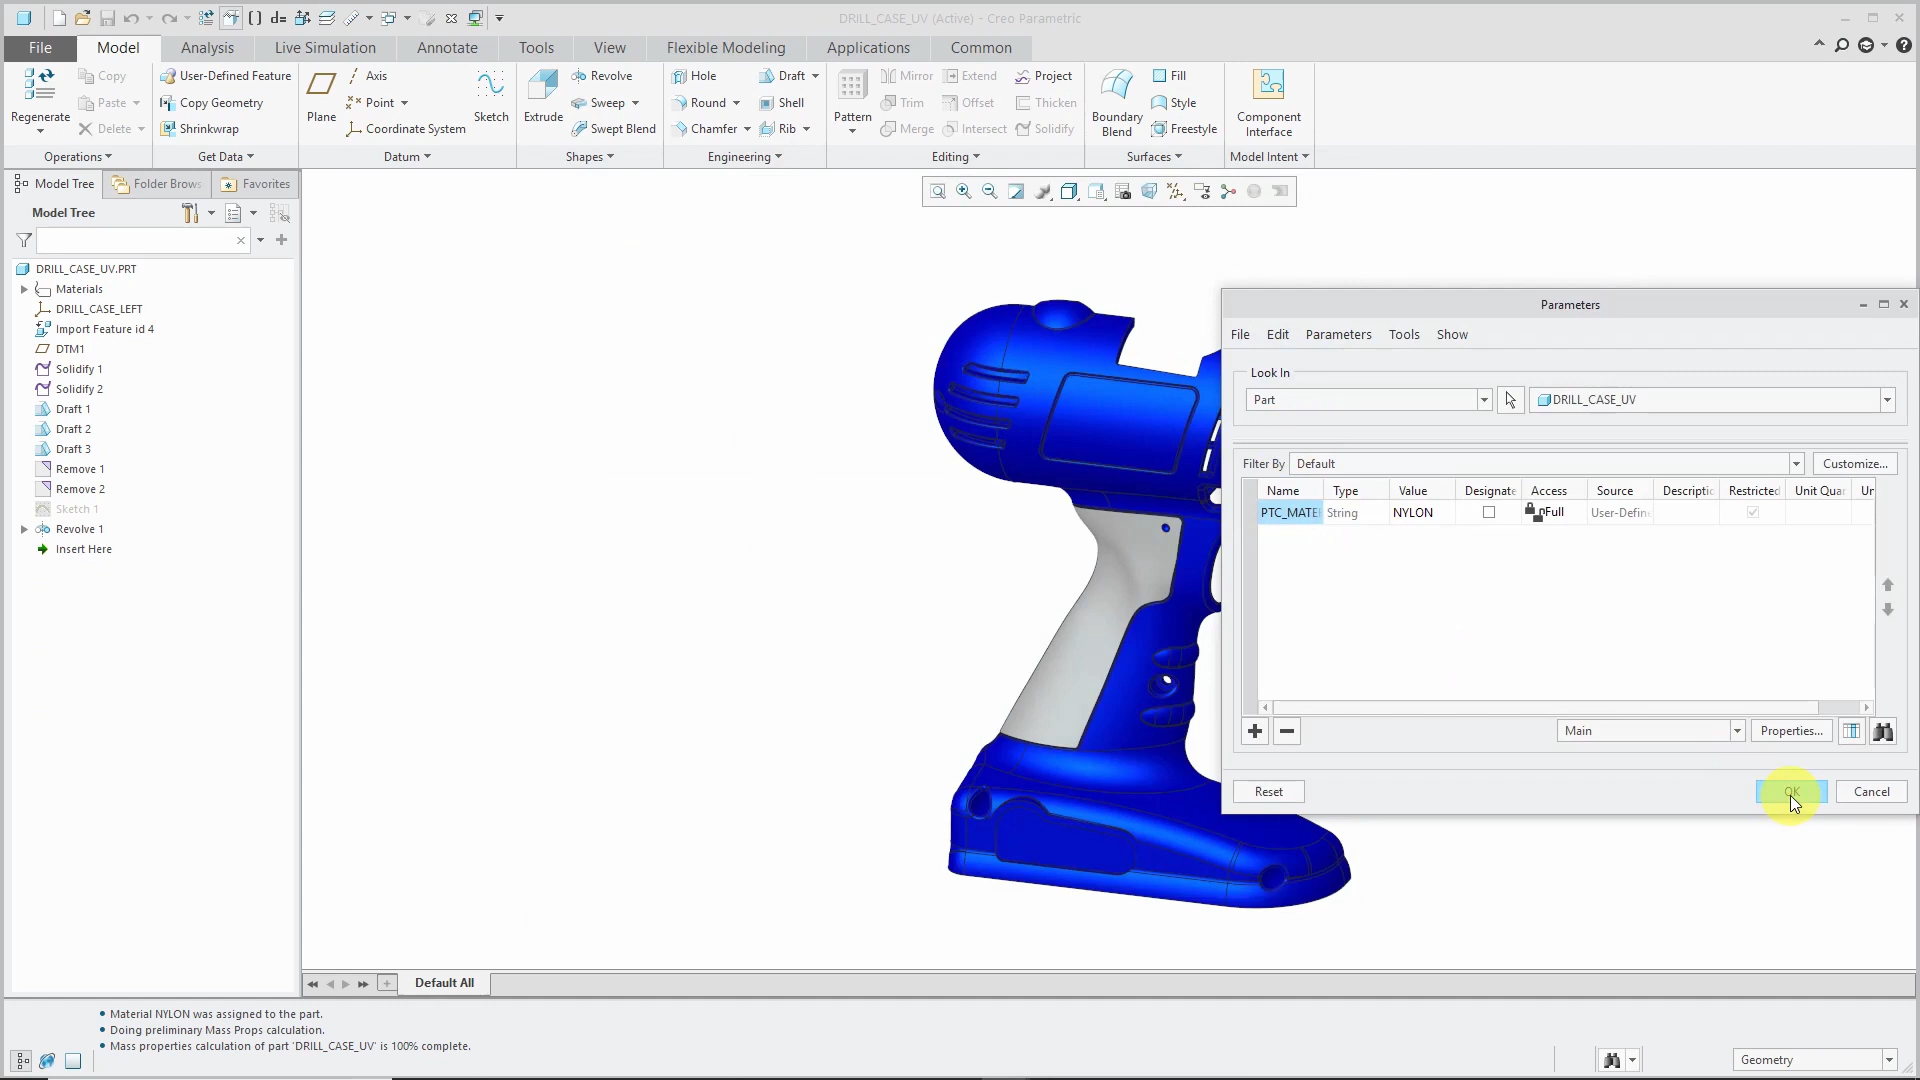 DRILL_CASE_UV (Active) - Creo Parametric
File Model Analysis Live Simulation Annotate Tools View Flexible Modeling Applications Common
Regenerate
Copy
Paste
Delete
Operations
User-Defined Feature
Copy Geometry
Shrinkwrap
Get Data
Plane
Axis
Point
Coordinate System
Sketch
Datum
Extrude
Revolve
Sweep
Swept Blend
Shapes
Hole
Round
Chamfer
Draft
Shell
Rib
Engineering
Pattern
Mirror
Trim
Merge
Extend
Offset
Intersect
Project
Thicken
Solidify
Editing
Boundary
Blend
Fill
Style
Freestyle
Surfaces
Component
Interface
Model Intent
Model Tree
Folder Brows
Favorites
Model Tree
DRILL_CASE_UV.PRT
Materials
DRILL_CASE_LEFT
Import Feature id 4
DTM1
Solidify 1
Solidify 2
Draft 1
Draft 2
Draft 3
Remove 1
Remove 2
Sketch 1
Revolve 1
Insert Here
Parameters
File Edit Parameters Tools Show
Look In
Part
DRILL_CASE_UV
Filter By
Default
Customize...
Name Type Value Designate Access Source Descriptic Restricted Unit Quar Ur
PTC_MATE String NYLON Full User-Define
Main
Properties...
Reset
OK
Cancel
Default All
Material NYLON was assigned to the part.
Doing preliminary Mass Props calculation.
Mass properties calculation of part 'DRILL_CASE_UV' is 100% complete.
Geometry